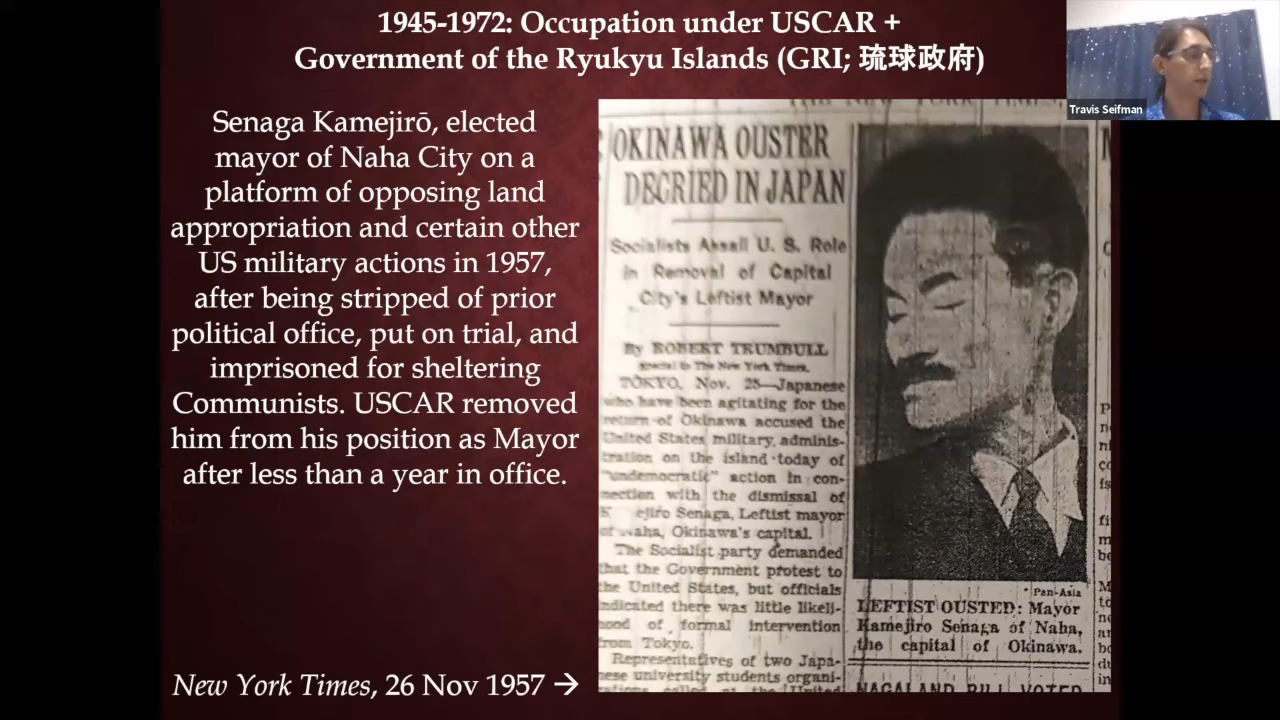 1945-1972: Occupation under USCAR +
Government of the Ryukyu Islands (GRI; 琉球政府)
Travis Seifman
Senaga Kamejirō, elected
mayor of Naha City on a
platform of opposing land
appropriation and certain other
US military actions in 1957,
after being stripped of prior
political office, put on trial, and
imprisoned for sheltering
Communists. USCAR removed
him from his position as Mayor
after less than a year in office.
New York Times, 26 Nov 1957 →
OKINAWA OUSTER
DECRIED IN JAPAN
Socialists Assail U. S. Role
in Removal of Capital
City's Leftist Mayor
By ROBERT TRUMBULL
Special to The New York Times.
TOKYO, Nov. 25—Japanese
who have been agitating for the
return of Okinawa accused the
United States military adminis-
tration on the island today of
"undemocratic" action in con-
nection with the dismissal of
K ejiro Senaga, Leftist mayor
of Naha, Okinawa's capital.
The Socialist party demanded
that the Government protest to
the United States, but officials
indicated there was little likeli-
hood of formal intervention
from Tokyo.
Representatives of two Japa-
nese university students organi-
Pan-Asia
LEFTIST OUSTED: Mayor
Kamejiro Senaga of Naha,
the capital of Okinawa.
NAGALAND BILL VOTED